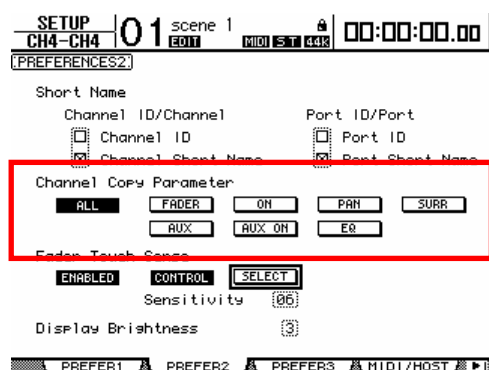 SETUP
CH4-CH4
01
scene 1
EDIT
MIDI ST 44K
00:00:00.00
PREFERENCES2
Short Name
Channel ID/Channel Port ID/Port
Channel ID Port ID
Channel Short Name Port Short Name
Channel Copy Parameter
ALL FADER ON PAN SURR
AUX AUX ON EQ
Fader Touch Sense
ENABLED CONTROL SELECT
Sensitivity 06
Display Brightness 3
PREFER1 PREFER2 PREFER3 MIDI/HOST